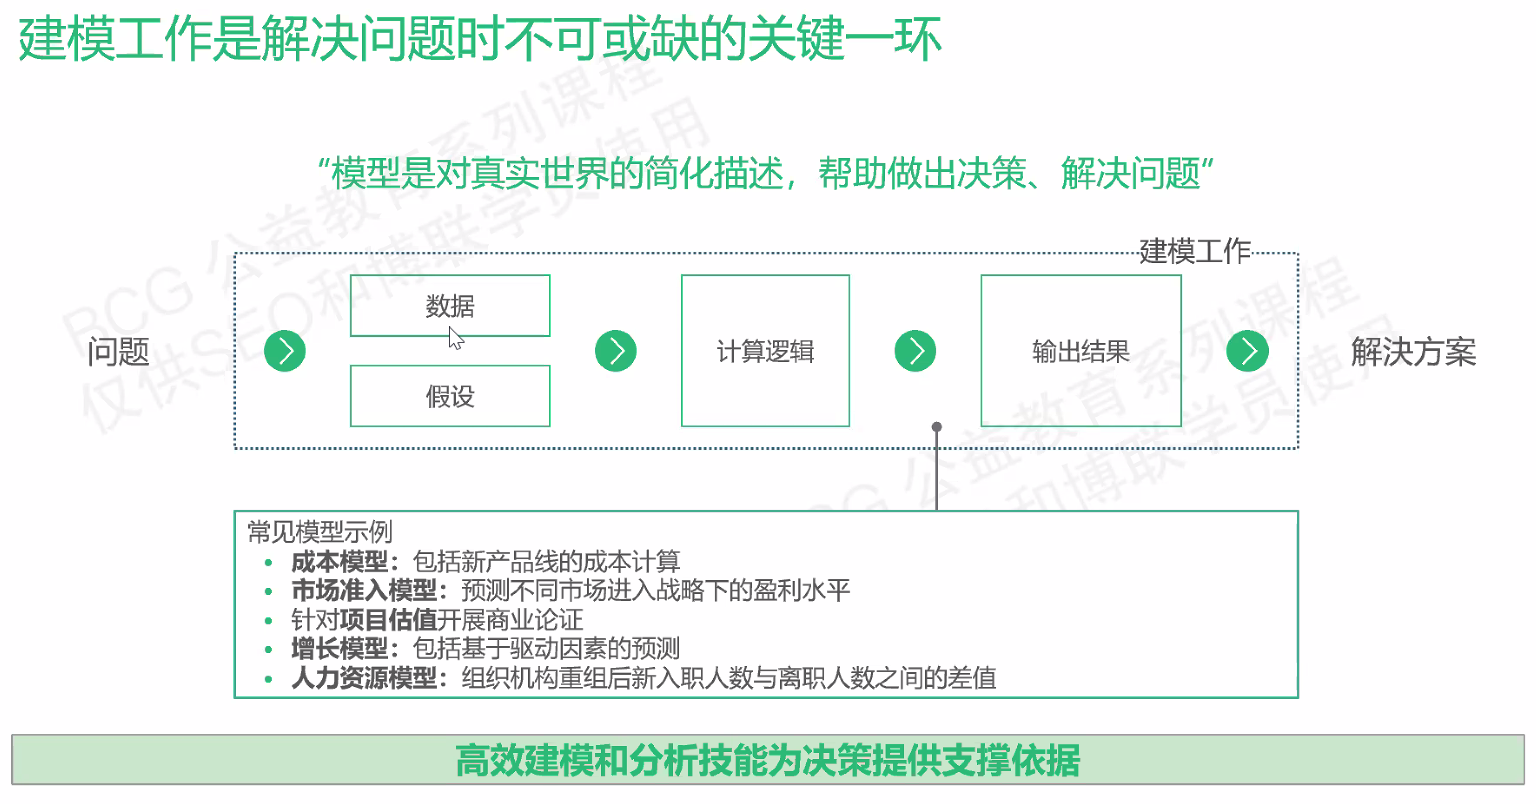 建模工作是解决问题时不可或缺的关键一环
“模型是对真实世界的简化描述，帮助做出决策、解决问题”
建模工作
问题
数据
假设
计算逻辑
输出结果
解決方案
常见模型示例
• 成本模型：包括新产品线的成本计算
• 市场准入模型：预测不同市场进入战略下的盈利水平
• 针对项目估值开展商业论证
• 增长模型：包括基于驱动因素的预测
• 人力资源模型：组织机构重组后新入职人数与离职人数之间的差值
高效建模和分析技能为决策提供支撑依据
BCG 公益教育系列课程
仅供SEO和博联学员使用
BCG 公益教育系列课程
和博联学员使用